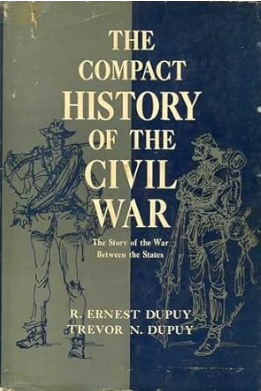 THE
COMPACT
HISTORY
OF THE
CIVIL
WAR
The Story of the War
Between the States
R. ERNEST DUPUY
TREVOR N. DUPUY